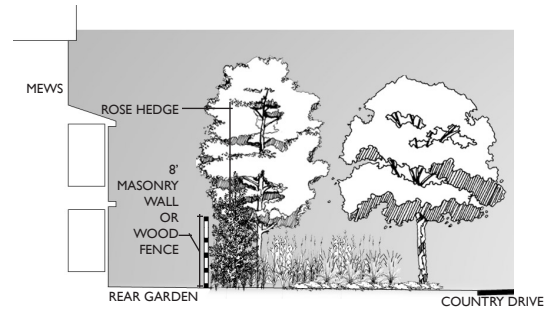 MEWS
ROSE HEDGE
8'
MASONRY
WALL
OR
WOOD
FENCE
REAR GARDEN
COUNTRY DRIVE